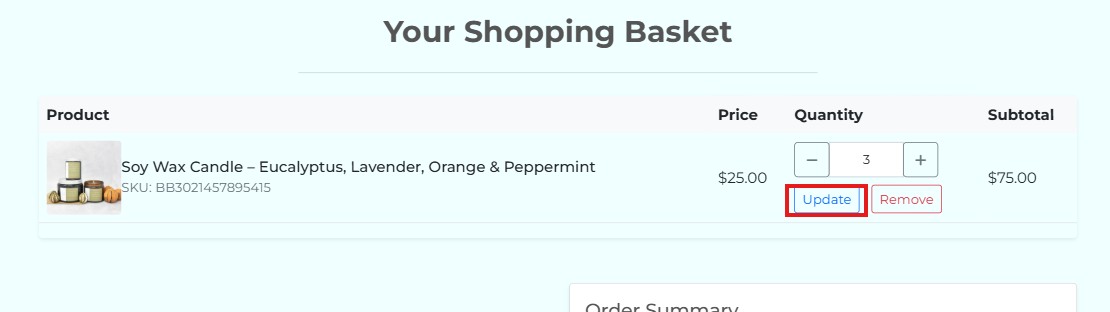 Your Shopping Basket
Product Price Quantity Subtotal
Soy Wax Candle – Eucalyptus, Lavender, Orange & Peppermint
SKU: BB3021457895415
$25.00
− 3 +
Update Remove
$75.00
Order Summary